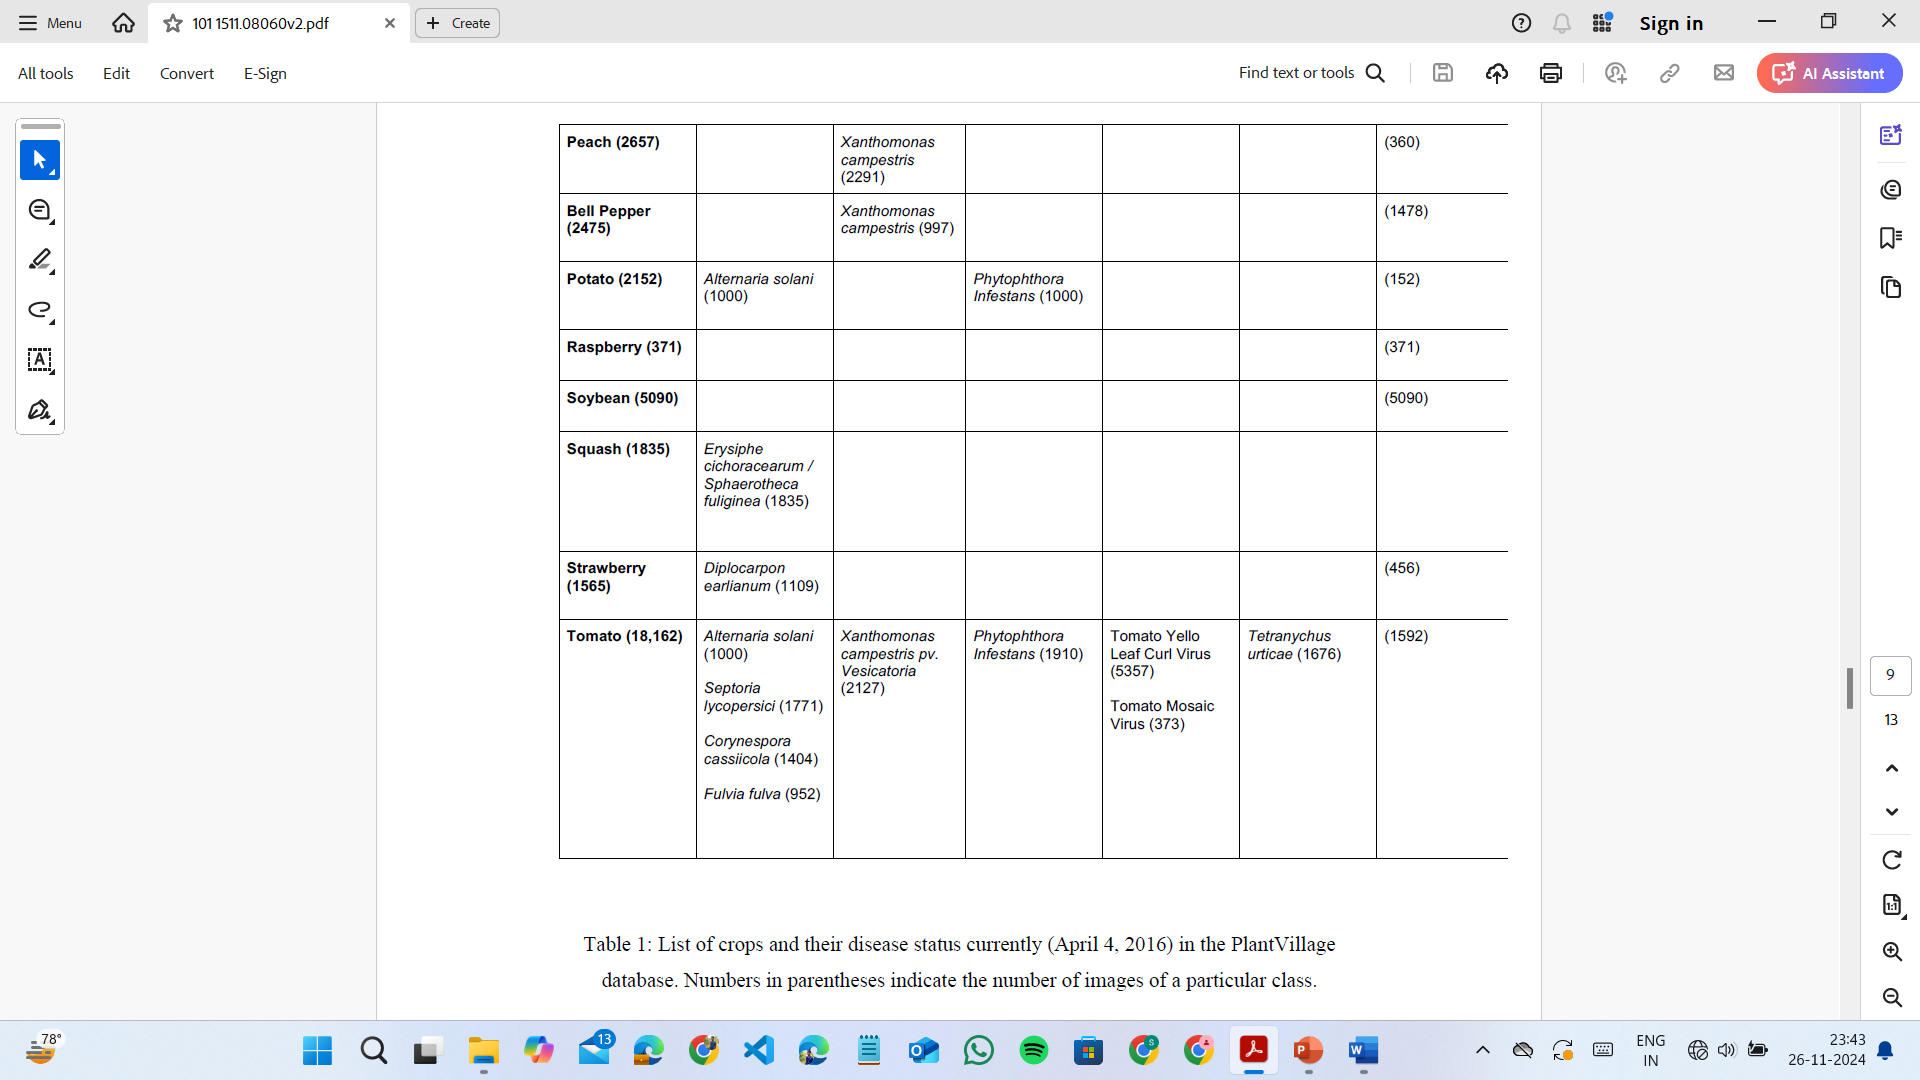 Menu
101 1511.08060v2.pdf
Create
Sign in
All tools
Edit
Convert
E-Sign
Find text or tools
AI Assistant
Peach (2657)
Xanthomonas
campestris
(2291)
(360)
Bell Pepper
(2475)
Xanthomonas
campestris (997)
(1478)
Potato (2152)
Alternaria solani
(1000)
Phytophthora
Infestans (1000)
(152)
Raspberry (371)
(371)
Soybean (5090)
(5090)
Squash (1835)
Erysiphe
cichoracearum /
Sphaerotheca
fuliginea (1835)
Strawberry
(1565)
Diplocarpon
earlianum (1109)
(456)
Tomato (18,162)
Alternaria solani
(1000)
Septoria
lycopersici (1771)
Corynespora
cassiicola (1404)
Fulvia fulva (952)
Xanthomonas
campestris pv.
Vesicatoria
(2127)
Phytophthora
Infestans (1910)
Tomato Yello
Leaf Curl Virus
(5357)
Tomato Mosaic
Virus (373)
Tetranychus
urticae (1676)
(1592)
Table 1: List of crops and their disease status currently (April 4, 2016) in the PlantVillage
database. Numbers in parentheses indicate the number of images of a particular class.
9
13
1:1
78°
13
ENG
IN
23:43
26-11-2024